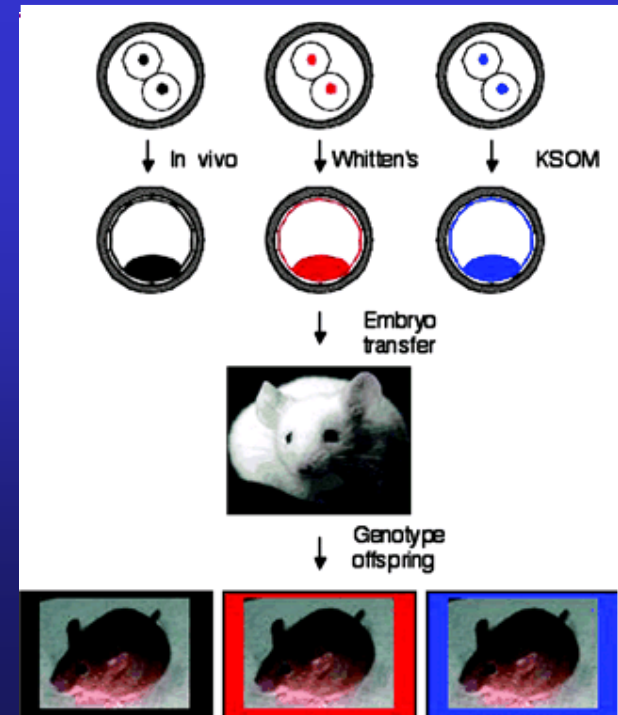 In vivo
Whitten's
KSOM
Embryo
transfer
Genotype
offspring